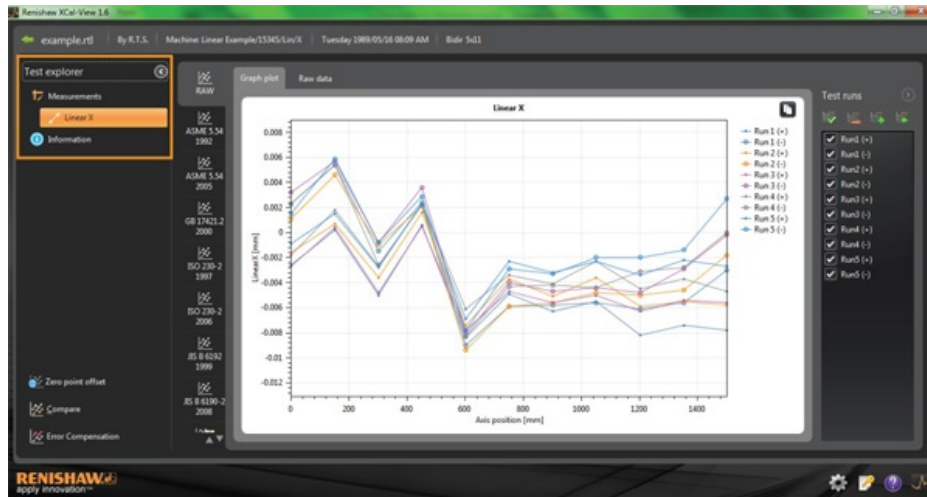 Renishaw XCal-View 1.6
example.rtl
By R.T.S.
Machine: Linear Example/15345/Lin/X
Tuesday 1989/05/16 08:09 AM
Bidir 5x11
Test explorer
Measurements
Linear X
Information
Zero point offset
Compare
Error Compensation
RAW
ASME 5.54
1992
ASME 5.54
2005
GB 17421.2
2000
ISO 230-2
1997
ISO 230-2
2006
JIS B 6192
1999
JIS B 6190-2
2008
Graph plot
Raw data
Linear X
0.008
0.006
0.004
0.002
0
-0.002
-0.004
-0.006
-0.008
-0.01
-0.012
LinearX [mm]
0
200
400
600
800
1000
1200
1400
Axis position [mm]
Run 1 (+)
Run 1 (-)
Run 2 (+)
Run 2 (-)
Run 3 (+)
Run 3 (-)
Run 4 (+)
Run 4 (-)
Run 5 (+)
Run 5 (-)
Test runs
Run1 (+)
Run1 (-)
Run2 (+)
Run2 (-)
Run3 (+)
Run3 (-)
Run4 (+)
Run4 (-)
Run5 (+)
Run5 (-)
RENISHAW
apply innovation™